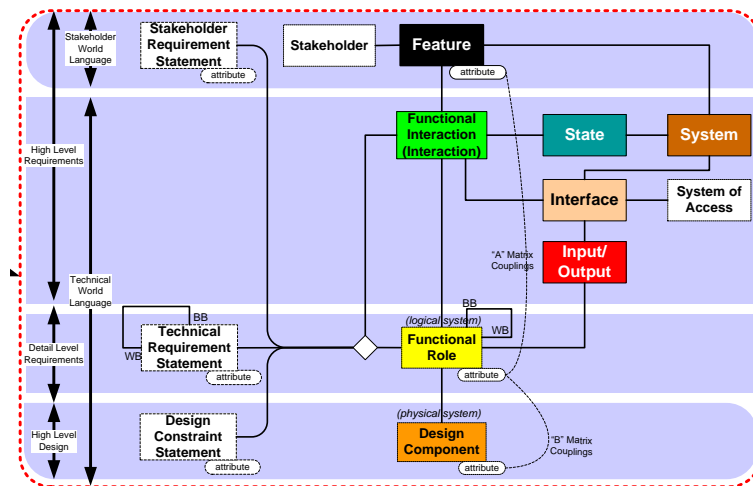 Stakeholder
World
Language
Stakeholder
Requirement
Statement
attribute
Stakeholder
Feature
attribute
High Level
Requirements
Functional
Interaction
(Interaction)
State
System
Interface
System of
Access
"A" Matrix
Couplings
Input/
Output
Technical
World
Language
BB
WB
Technical
Requirement
Statement
attribute
(logical system)
BB
WB
Functional
Role
attribute
Detail Level
Requirements
High Level
Design
Design
Constraint
Statement
attribute
(physical system)
Design
Component
attribute
"B" Matrix
Couplings